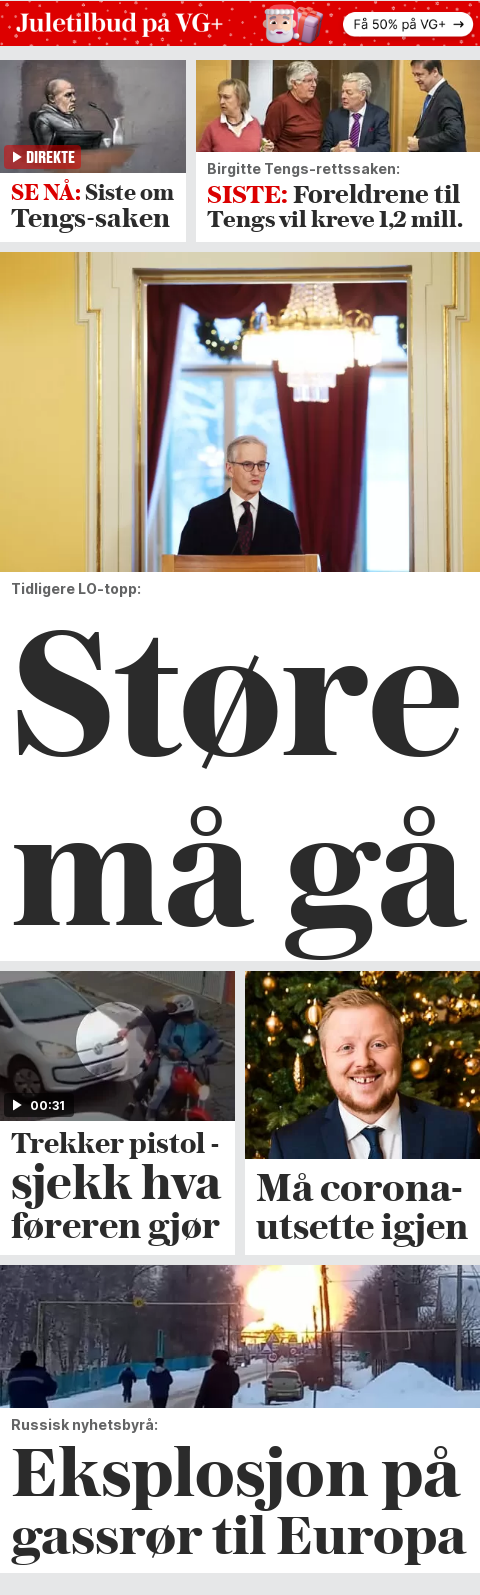 Juletilbud på VG+
Få 50% på VG+ →
DIREKTE
SE NÅ: Siste om
Tengs-saken
Birgitte Tengs-rettssaken:
SISTE: Foreldrene til
Tengs vil kreve 1,2 mill.
Tidligere LO-topp:
Støre
må gå
00:31
Trekker pistol -
sjekk hva
føreren gjør
Må corona-
utsette igjen
Russisk nyhetsbyrå:
Eksplosjon på
gassrør til Europa